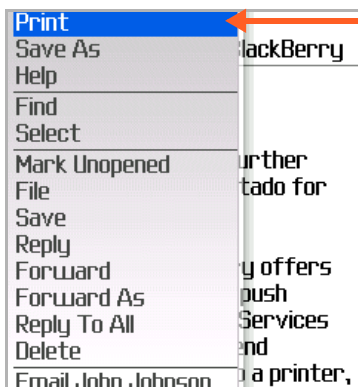 Print
Save As
lackBerry
Help
Find
Select
Mark Unopened
urther
File
tado for
Save
Reply
Forward
y offers
Forward As
push
Reply To All
Services
Delete
nd
Email John Johnson
a printer,